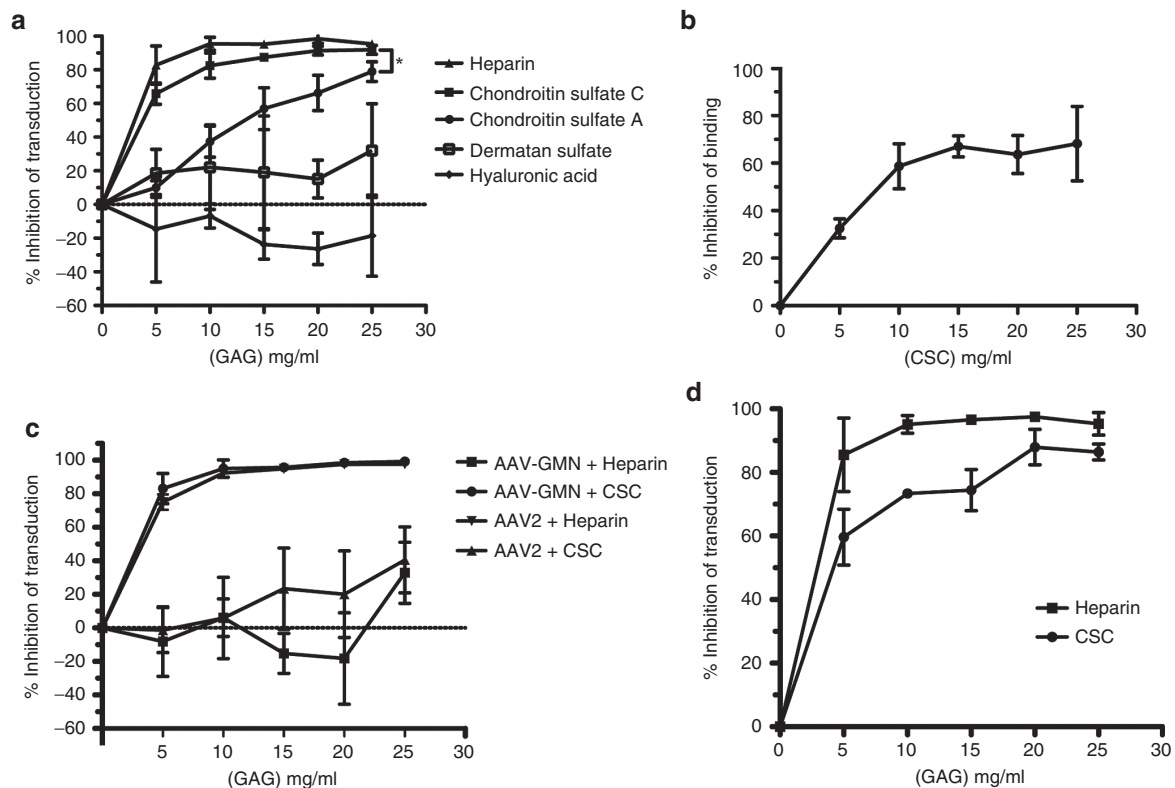 a
100
80
60
40
20
0
−20
−40
−60
% Inhibition of transduction
0 5 10 15 20 25 30
(GAG) mg/ml
*
Heparin
Chondroitin sulfate C
Chondroitin sulfate A
Dermatan sulfate
Hyaluronic acid
b
100
80
60
40
20
0
% Inhibition of binding
0 5 10 15 20 25 30
(CSC) mg/ml
c
100
80
60
40
20
0
−20
−40
−60
% Inhibition of transduction
0 5 10 15 20 25 30
(GAG) mg/ml
AAV-GMN + Heparin
AAV-GMN + CSC
AAV2 + Heparin
AAV2 + CSC
d
100
80
60
40
20
0
% Inhibition of transduction
0 5 10 15 20 25 30
(GAG) mg/ml
Heparin
CSC